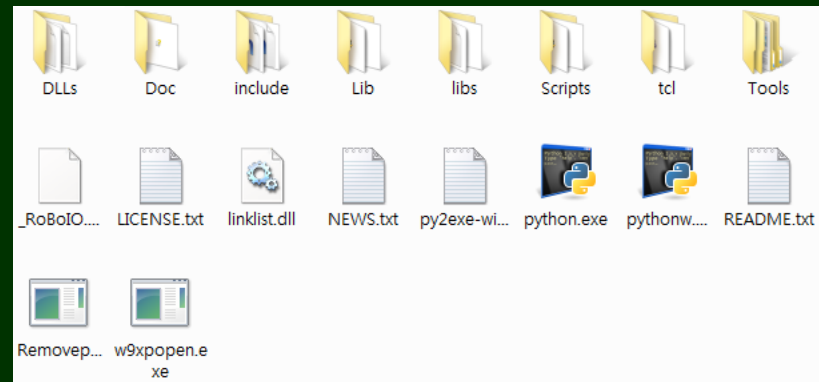 DLLs
Doc
include
Lib
libs
Scripts
tcl
Tools
_RoBoIO....
LICENSE.txt
linklist.dll
NEWS.txt
py2exe-wi...
python.exe
pythonw....
README.txt
Removep...
w9xpopen.e
xe